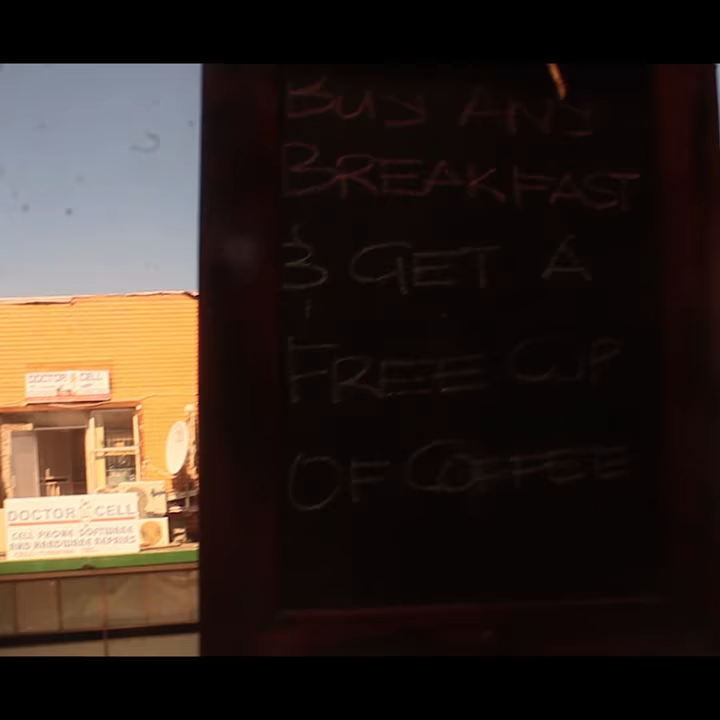 BUY ANY
BREAKFAST
& GET A
FREE CUP
OF COFFEE
DOCTOR CELL
DOCTOR CELL
CELL PHONE SOFTWARE
AND HARDWARE REPAIRS